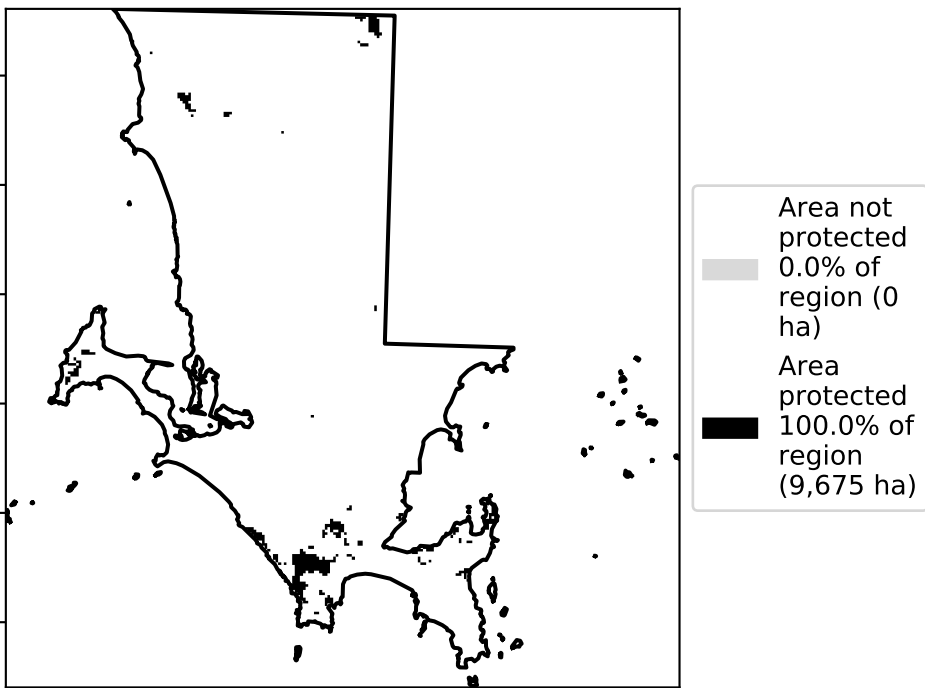 Area not
protected
0.0% of
region (0
ha)
Area
protected
100.0% of
region
(9,675 ha)